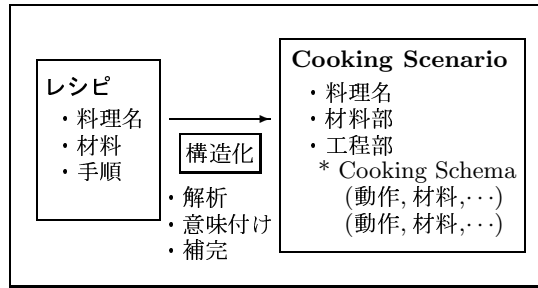 レシピ
・料理名
・材料
・手順
構造化
・解析
・意味付け
・補完
Cooking Scenario
・料理名
・材料部
・工程部
* Cooking Schema
(動作, 材料,···)
(動作, 材料,···)